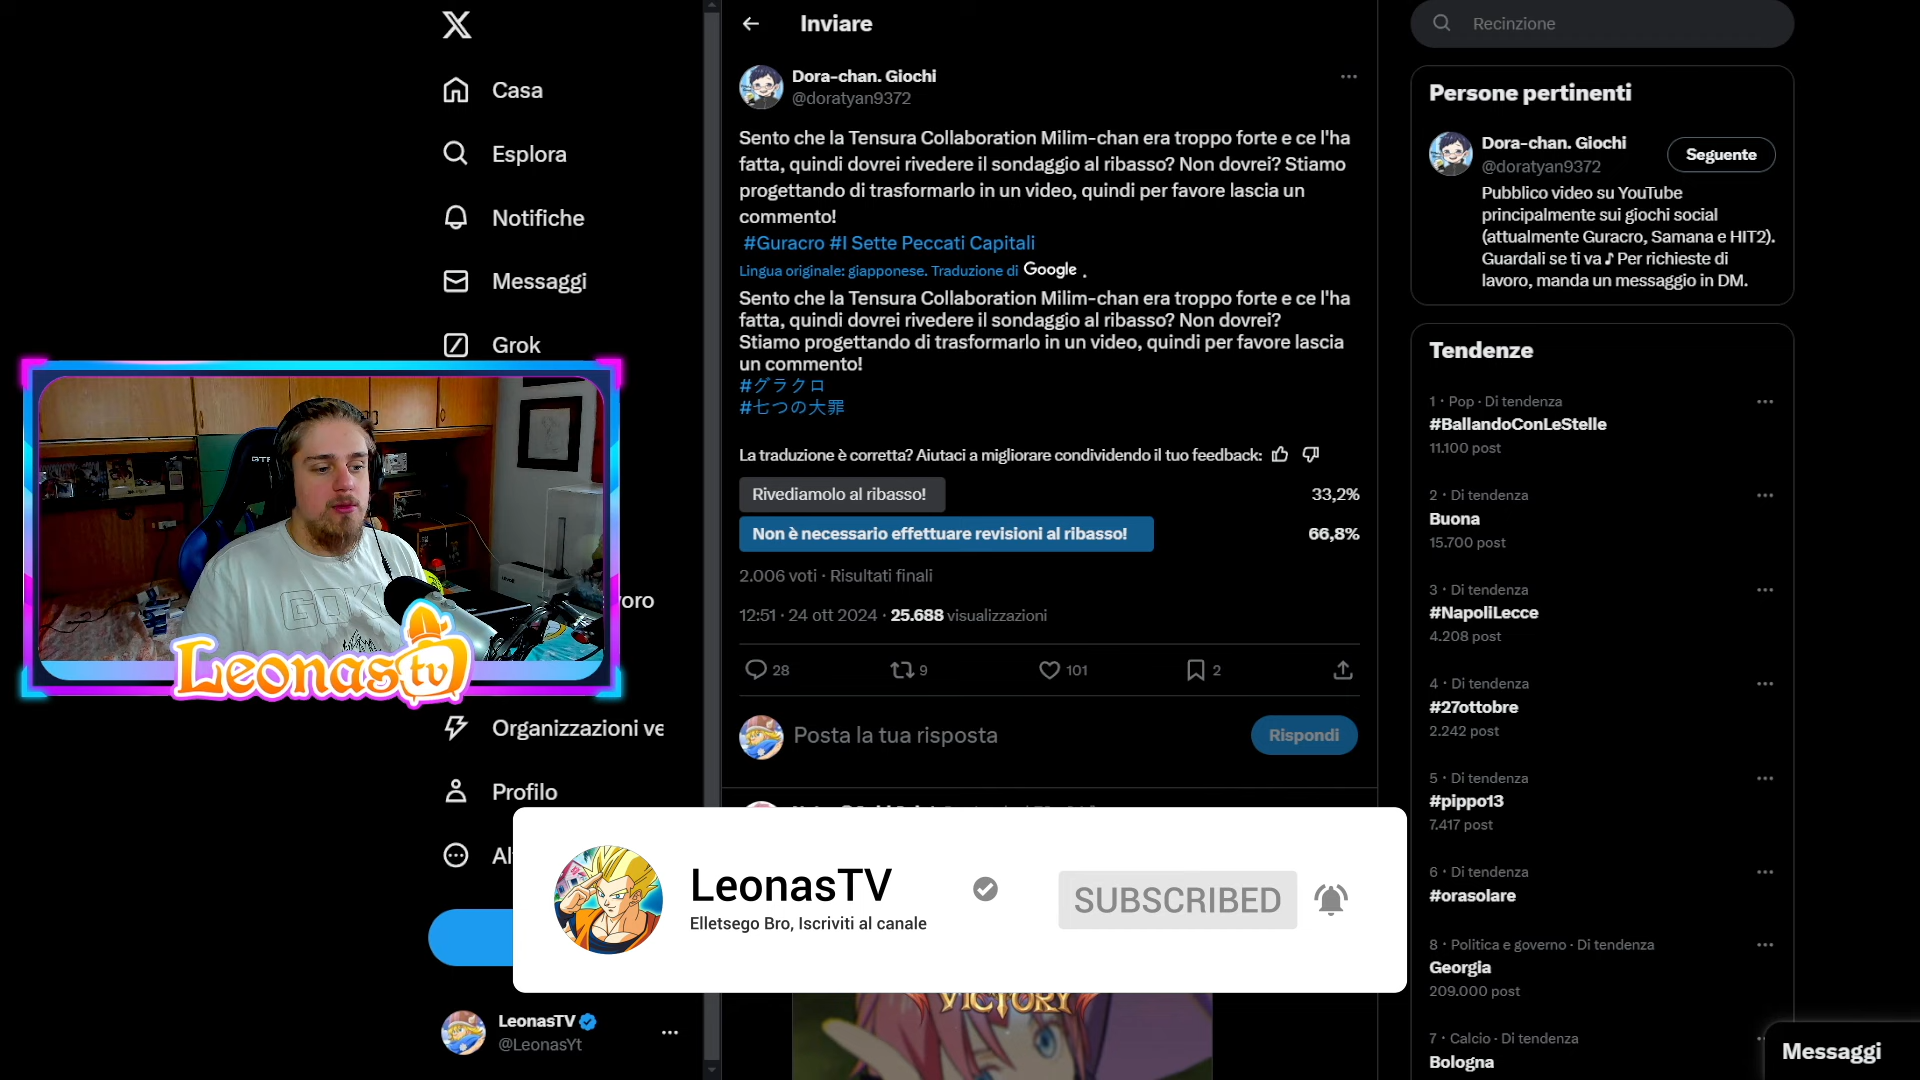 Casa
Esplora
Notifiche
Messaggi
Grok
Organizzazioni ve
Profilo
LeonasTV
@LeonasYt
Leonas tv
Inviare
Dora-chan. Giochi
@doratyan9372
Sento che la Tensura Collaboration Milim-chan era troppo forte e ce l'ha
fatta, quindi dovrei rivedere il sondaggio al ribasso? Non dovrei? Stiamo
progettando di trasformarlo in un video, quindi per favore lascia un
commento!
#Guracro #I Sette Peccati Capitali
Lingua originale: giapponese. Traduzione di Google .
Sento che la Tensura Collaboration Milim-chan era troppo forte e ce l'ha
fatta, quindi dovrei rivedere il sondaggio al ribasso? Non dovrei?
Stiamo progettando di trasformarlo in un video, quindi per favore lascia
un commento!
#グラクロ
#七つの大罪
La traduzione è corretta? Aiutaci a migliorare condividendo il tuo feedback:
Rivediamolo al ribasso! 33,2%
Non è necessario effettuare revisioni al ribasso! 66,8%
2.006 voti · Risultati finali
12:51 · 24 ott 2024 · 25.688 visualizzazioni
28 9 101 2
Posta la tua risposta
Rispondi
LeonasTV
Elletsego Bro, Iscriviti al canale
SUBSCRIBED
VICTORY
Recinzione
Persone pertinenti
Dora-chan. Giochi
@doratyan9372
Seguente
Pubblico video su YouTube
principalmente sui giochi social
(attualmente Guracro, Samana e HIT2).
Guardali se ti va♪ Per richieste di
lavoro, manda un messaggio in DM.
Tendenze
1 · Pop · Di tendenza
#BallandoConLeStelle
11.100 post
2 · Di tendenza
Buona
15.700 post
3 · Di tendenza
#NapoliLecce
4.208 post
4 · Di tendenza
#27ottobre
2.242 post
5 · Di tendenza
#pippo13
7.417 post
6 · Di tendenza
#orasolare
8 · Politica e governo · Di tendenza
Georgia
209.000 post
7 · Calcio · Di tendenza
Bologna
Messaggi